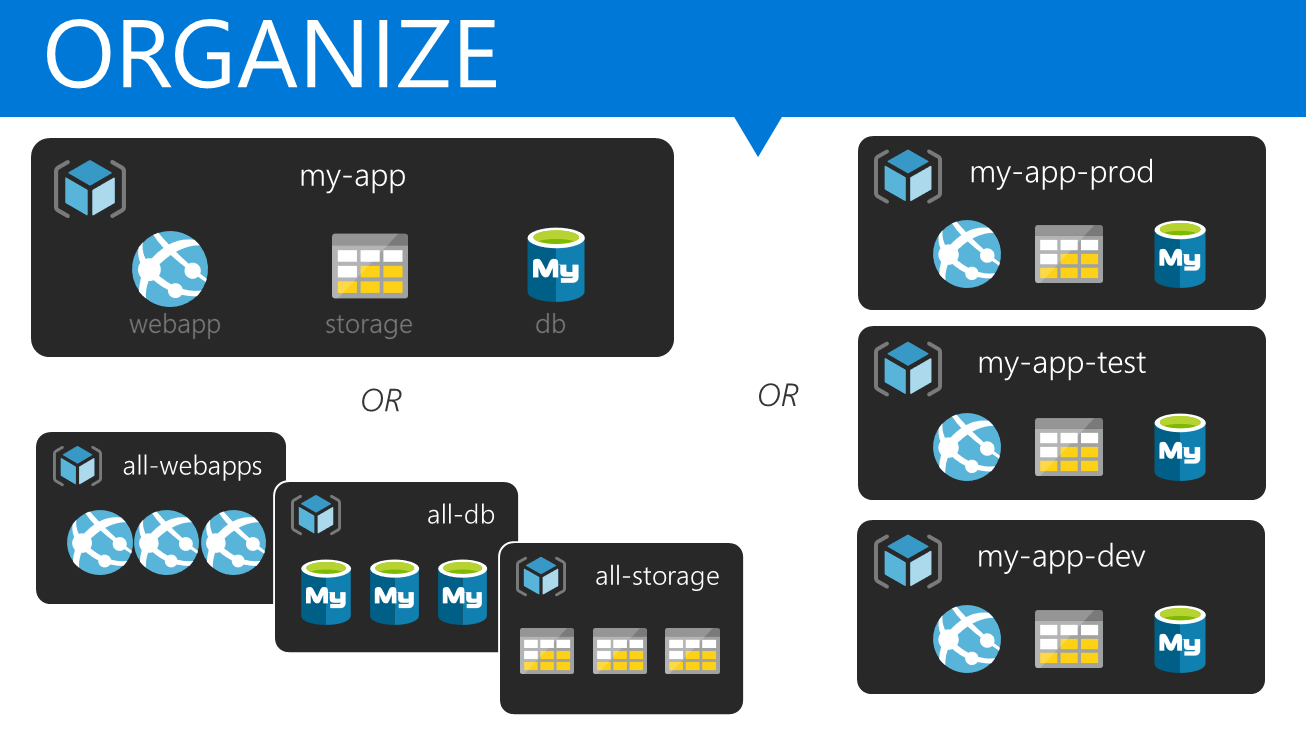 ORGANIZE
my-app
webapp
storage
My
db
OR
all-webapps
all-db
My
My
My
all-storage
OR
my-app-prod
My
my-app-test
My
my-app-dev
My